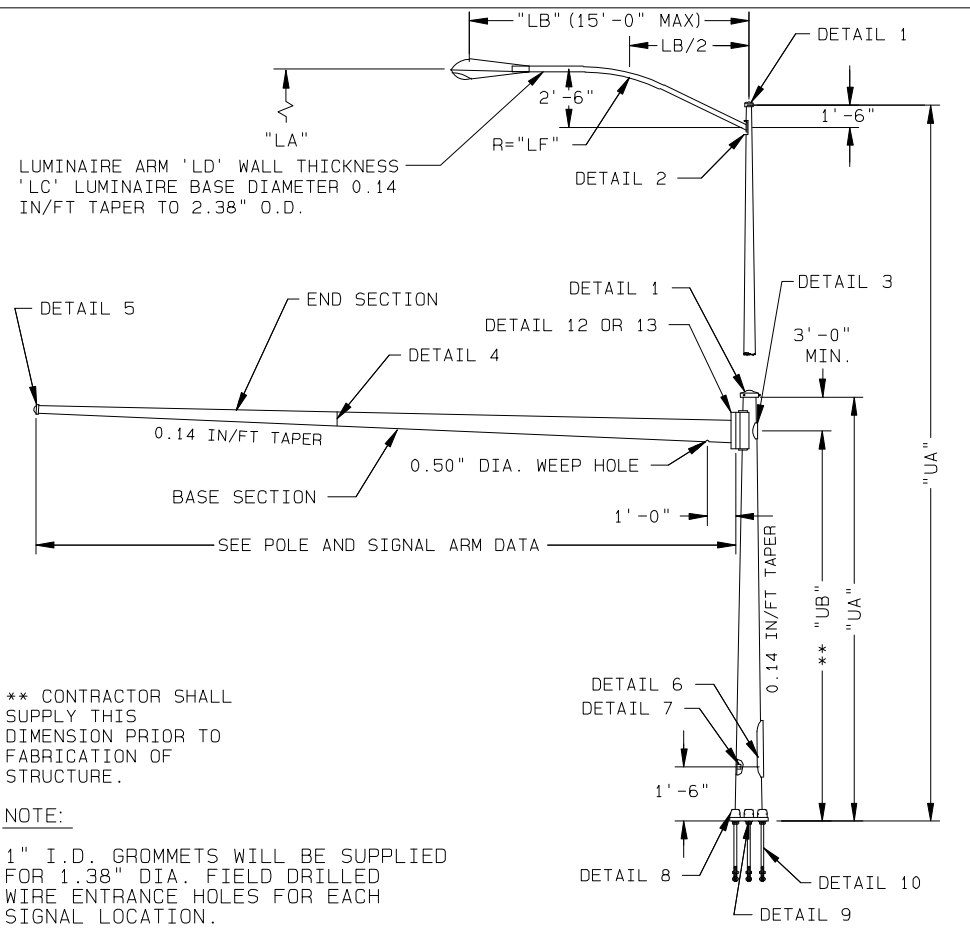 "LB" (15'-0" MAX)
LB/2
DETAIL 1
2'-6"
1'-6"
"LA"
R="LF"
LUMINAIRE ARM 'LD' WALL THICKNESS
'LC' LUMINAIRE BASE DIAMETER 0.14
IN/FT TAPER TO 2.38" O.D.
DETAIL 2
DETAIL 5
END SECTION
DETAIL 1
DETAIL 3
DETAIL 12 OR 13
3'-0"
MIN.
DETAIL 4
0.14 IN/FT TAPER
0.50" DIA. WEEP HOLE
BASE SECTION
1'-0"
SEE POLE AND SIGNAL ARM DATA
0.14 IN/FT TAPER
** "UB"
"UA"
"UA"
** CONTRACTOR SHALL
SUPPLY THIS
DIMENSION PRIOR TO
FABRICATION OF
STRUCTURE.
DETAIL 6
DETAIL 7
1'-6"
NOTE:
1" I.D. GROMMETS WILL BE SUPPLIED
FOR 1.38" DIA. FIELD DRILLED
WIRE ENTRANCE HOLES FOR EACH
SIGNAL LOCATION.
DETAIL 8
DETAIL 10
DETAIL 9